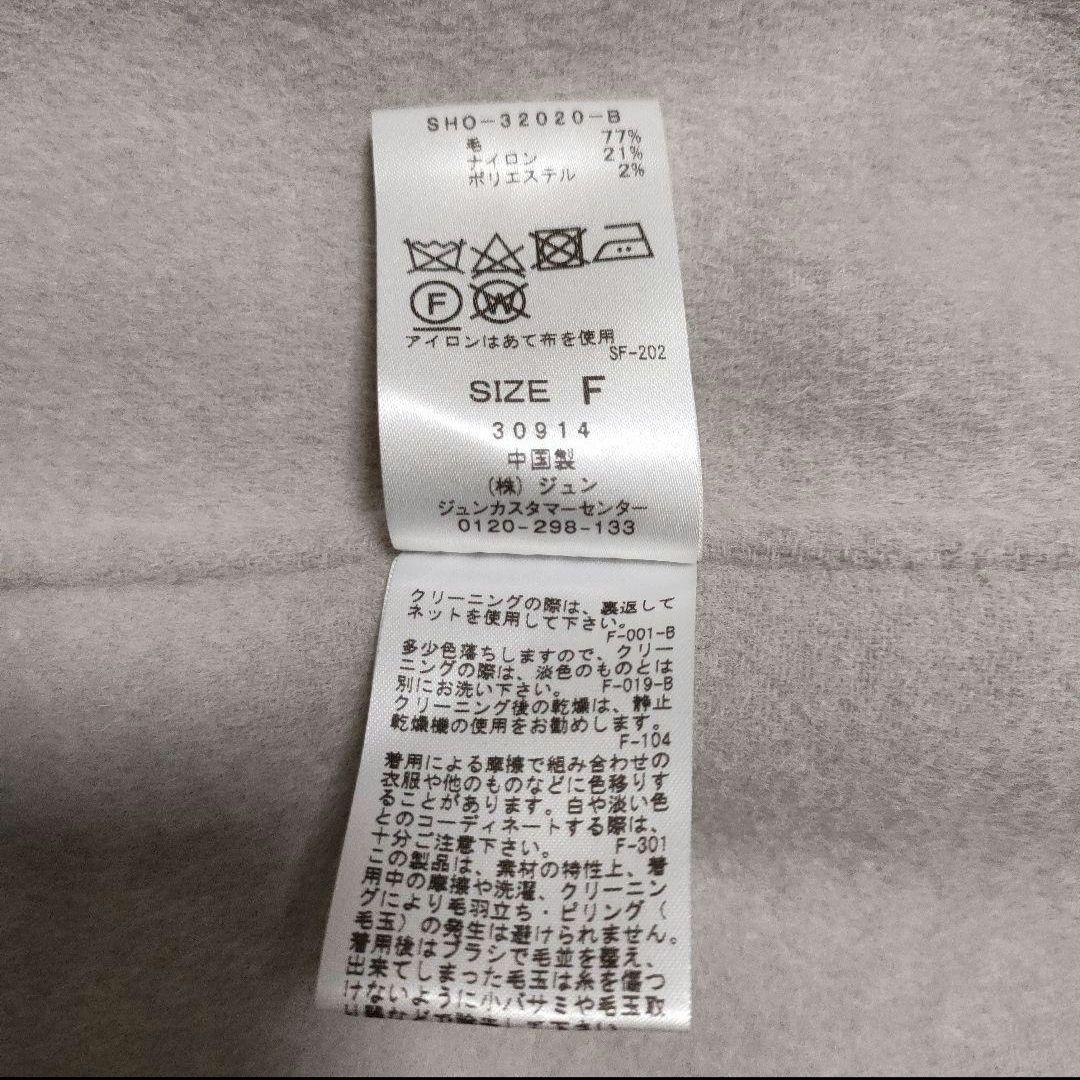 SHO-32020-B
毛 77%
ナイロン 21%
ポリエステル 2%
F W
アイロンはあて布を使用
SF-202
SIZE F
30914
中国製
(株) ジュン
ジュンカスタマーセンター
0120-298-133
クリーニングの際は、裏返して
ネットを使用して下さい。
F-001-B
多少色落ちしますので、クリー
ニングの際は、淡色のものとは
別にお洗い下さい。 F-019-B
クリーニング後の乾燥は、静止
乾燥機の使用をお勧めします。
F-104
着用による摩擦で組み合わせの
衣服や他のものなどに色移りす
ることがあります。白や淡い色
とのコーディネートする際は、
十分ご注意下さい。 F-301
この製品は、素材の特性上、着
用中の摩擦や洗濯、クリーニン
グにより毛羽立ち・ピリング(
毛玉)の発生は避けられません。
着用後はブラシで毛並を整え、
出来てしまった毛玉は糸を傷つ
けないように小バサミや毛玉取